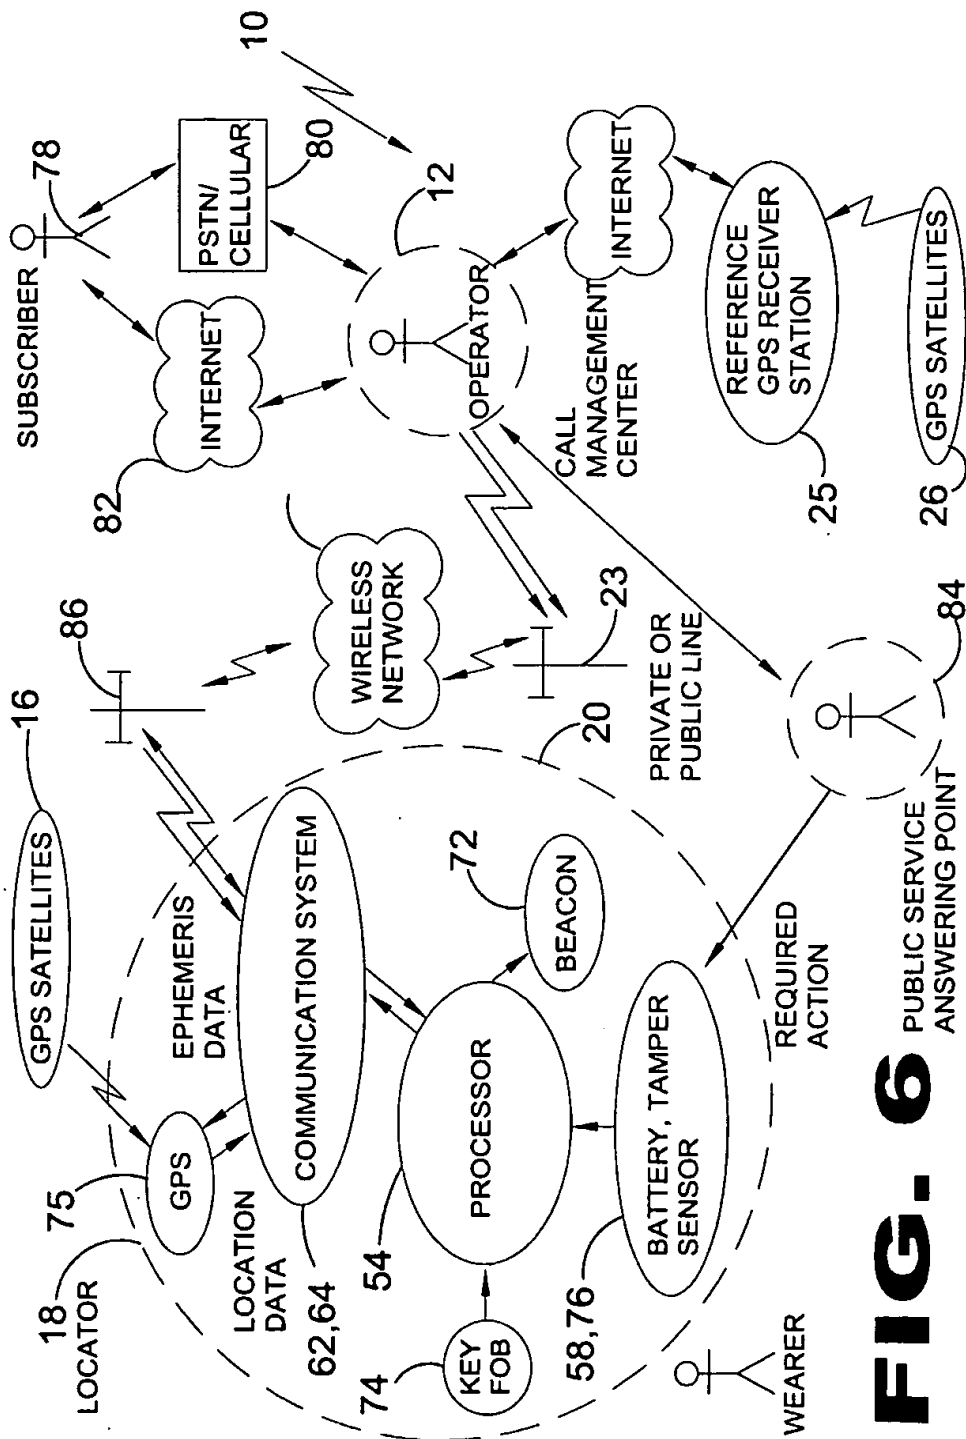 18
LOCATOR
75
GPS
GPS SATELLITES
16
86
EPHEMERIS
DATA
LOCATION
DATA
62,64
COMMUNICATION SYSTEM
54
PROCESSOR
74
KEY
FOB
72
BEACON
58,76
BATTERY, TAMPER
SENSOR
WEARER
REQUIRED
ACTION
20
WIRELESS
NETWORK
23
PRIVATE OR
PUBLIC LINE
SUBSCRIBER
78
82
INTERNET
PSTN/
CELLULAR
80
10
12
OPERATOR
CALL
MANAGEMENT
CENTER
INTERNET
REFERENCE
GPS RECEIVER
STATION
25
GPS SATELLITES
26
84
PUBLIC SERVICE
ANSWERING POINT
FIG. 6